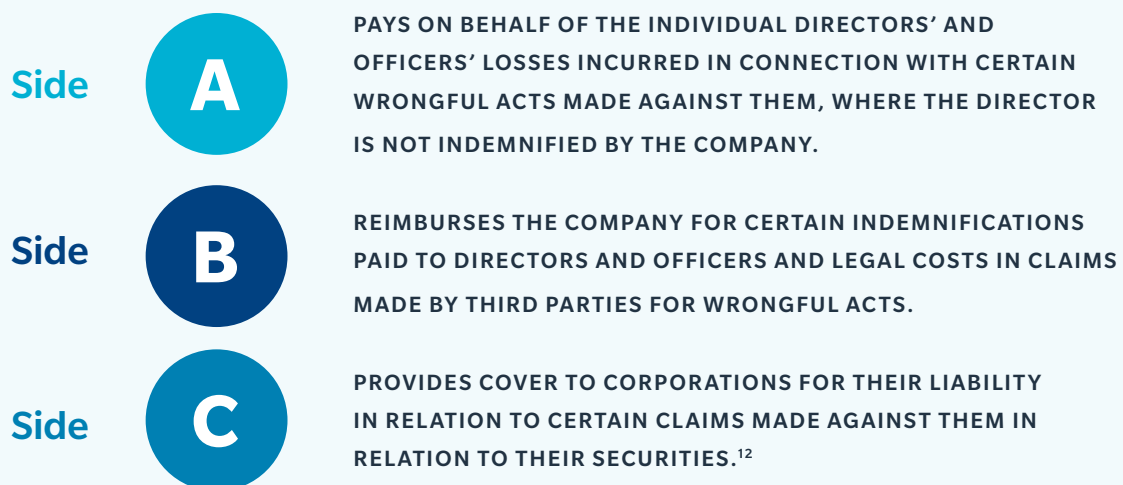 PAYS ON BEHALF OF THE INDIVIDUAL DIRECTORS’ AND
OFFICERS’ LOSSES INCURRED IN CONNECTION WITH CERTAIN
WRONGFUL ACTS MADE AGAINST THEM, WHERE THE DIRECTOR
IS NOT INDEMNIFIED BY THE COMPANY.
Side A
REIMBURSES THE COMPANY FOR CERTAIN INDEMNIFICATIONS
PAID TO DIRECTORS AND OFFICERS AND LEGAL COSTS IN CLAIMS
MADE BY THIRD PARTIES FOR WRONGFUL ACTS.
Side B
PROVIDES COVER TO CORPORATIONS FOR THEIR LIABILITY
IN RELATION TO CERTAIN CLAIMS MADE AGAINST THEM IN
RELATION TO THEIR SECURITIES.12
Side C